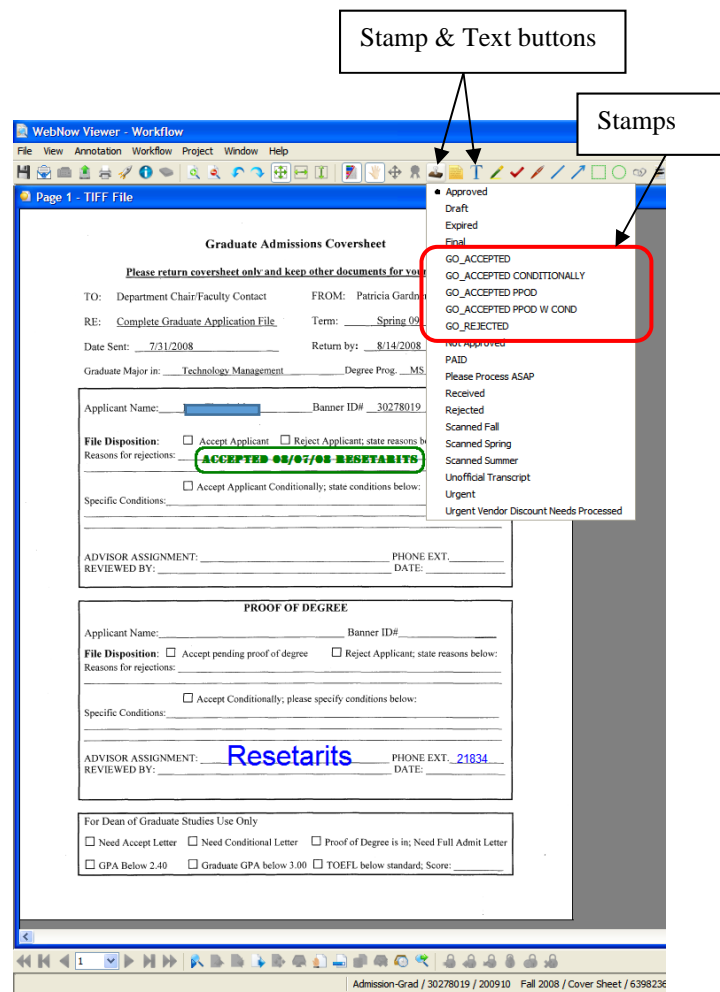 Stamp & Text buttons
Stamps
WebNow Viewer - Workflow
File View Annotation Workflow Project Window Help
Page 1 - TIFF File
Approved
Draft
Expired
Final
GO_ACCEPTED
GO_ACCEPTED CONDITIONALLY
GO_ACCEPTED PPOD
GO_ACCEPTED PPOD W COND
GO_REJECTED
Not Approved
PAID
Please Process ASAP
Received
Rejected
Scanned Fall
Scanned Spring
Scanned Summer
Unofficial Transcript
Urgent
Urgent Vendor Discount Needs Processed
Graduate Admissions Coversheet
Please return coversheet only and keep other documents for your
TO: Department Chair/Faculty Contact FROM: Patricia Gardner
RE: Complete Graduate Application File Term: Spring 09
Date Sent: 7/31/2008 Return by: 8/14/2008
Graduate Major in: Technology Management Degree Prog. MS
Applicant Name: Banner ID# 30278019
File Disposition: Accept Applicant Reject Applicant; state reasons
Reasons for rejections:
ACCEPTED 08/07/08 RESETARITS
Accept Applicant Conditionally; state conditions below:
Specific Conditions:
ADVISOR ASSIGNMENT: PHONE EXT.
REVIEWED BY: DATE:
PROOF OF DEGREE
Applicant Name: Banner ID#
File Disposition: Accept pending proof of degree Reject Applicant; state reasons below:
Reasons for rejections:
Accept Conditionally; please specify conditions below:
Specific Conditions:
ADVISOR ASSIGNMENT: Resetarits PHONE EXT. 21834
REVIEWED BY: DATE:
For Dean of Graduate Studies Use Only
Need Accept Letter Need Conditional Letter Proof of Degree is in; Need Full Admit Letter
GPA Below 2.40 Graduate GPA below 3.00 TOEFL below standard; Score:
1
Admission-Grad / 30278019 / 200910 Fall 2008 / Cover Sheet / 6398236